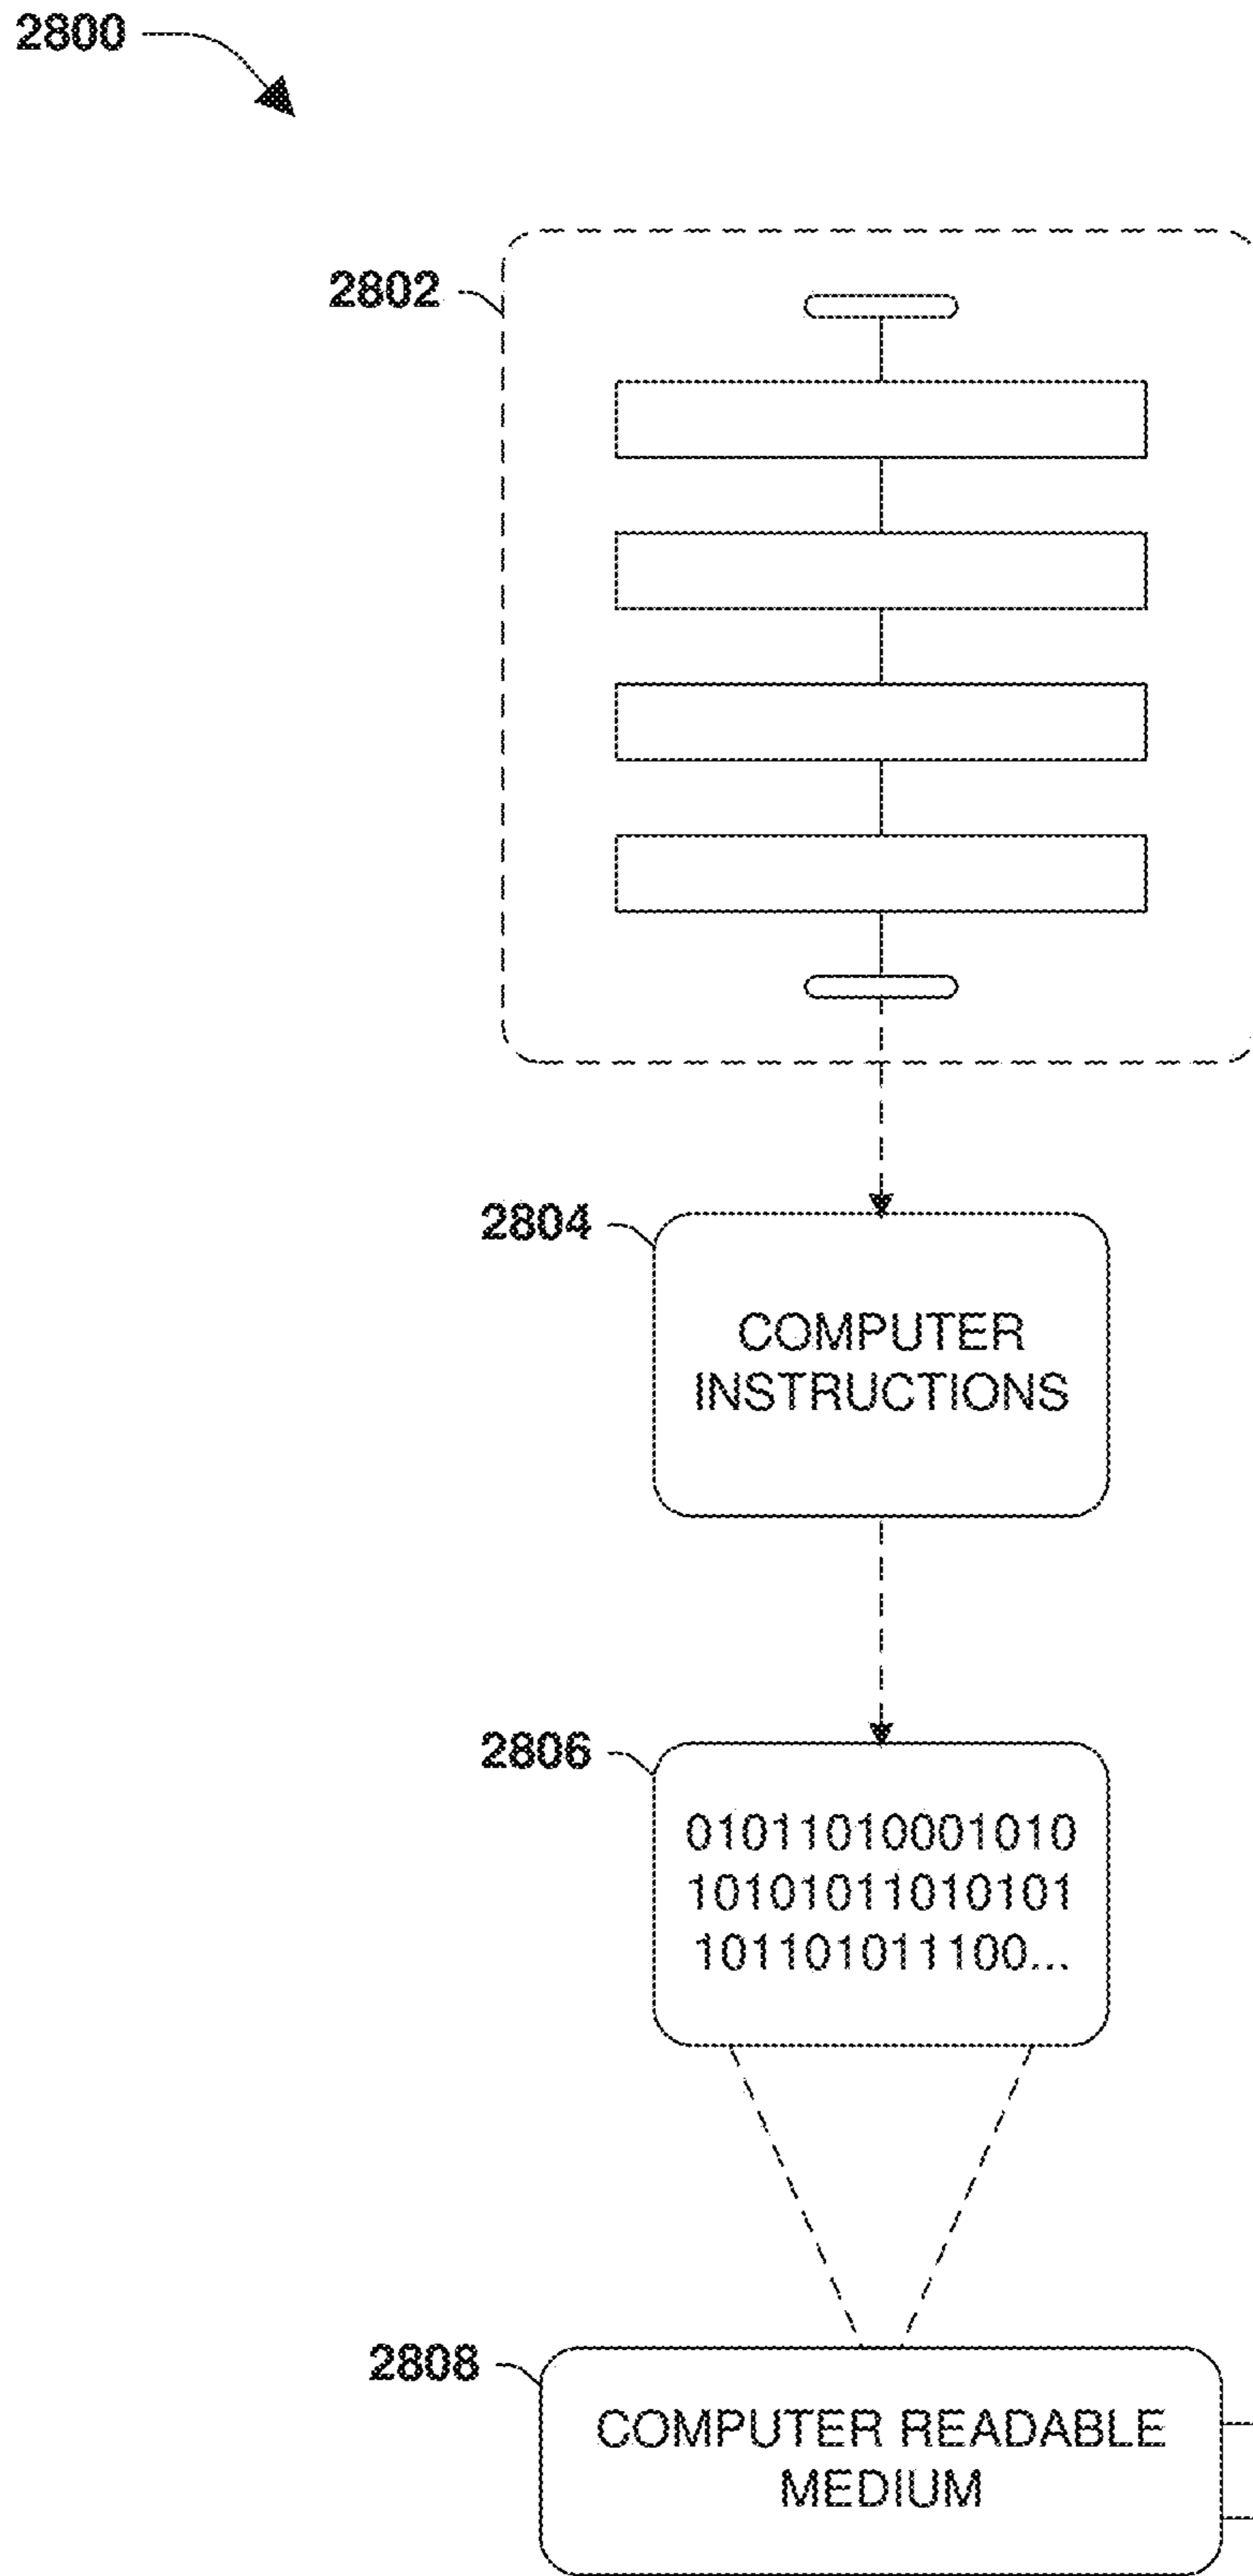 2800
2802
2804
COMPUTER
INSTRUCTIONS
2806
01011010001010
10101011010101
101101011100...
2808
COMPUTER READABLE
MEDIUM